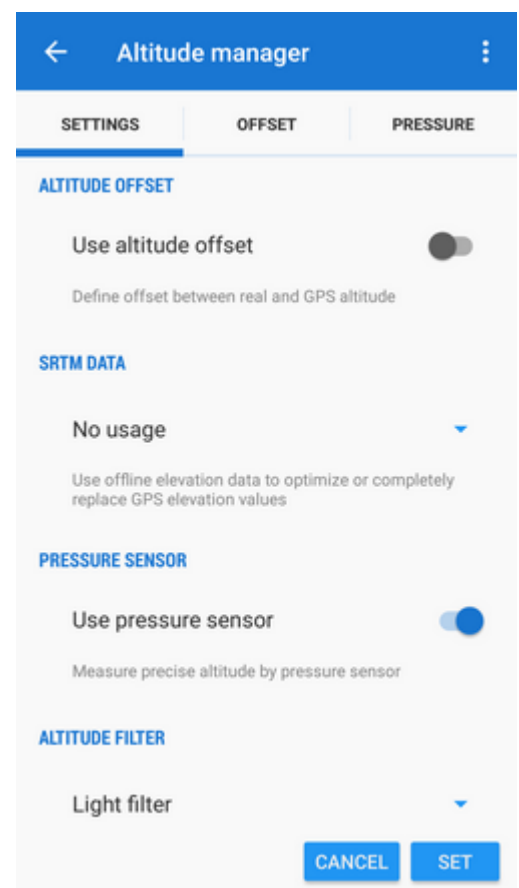 Altitude manager
SETTINGS OFFSET PRESSURE
ALTITUDE OFFSET
Use altitude offset
Define offset between real and GPS altitude
SRTM DATA
No usage
Use offline elevation data to optimize or completely
replace GPS elevation values
PRESSURE SENSOR
Use pressure sensor
Measure precise altitude by pressure sensor
ALTITUDE FILTER
Light filter
CANCEL SET